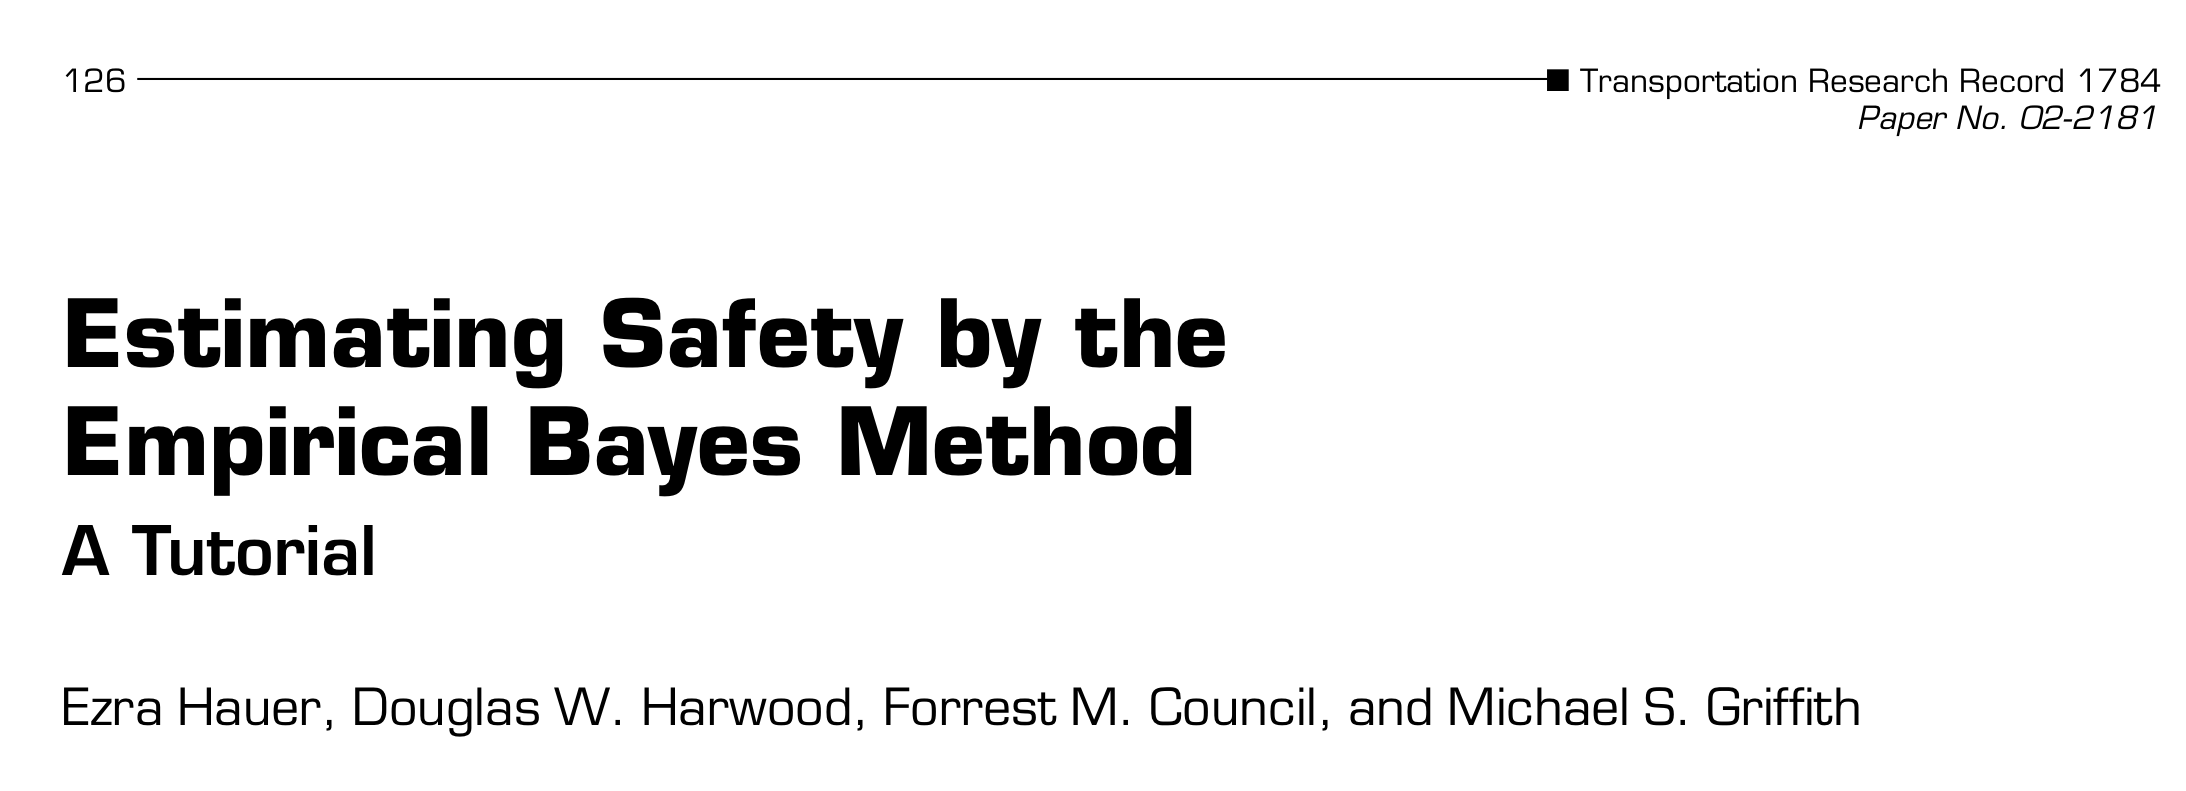 126 Transportation Research Record 1784
Paper No. 02-2181
Estimating Safety by the
Empirical Bayes Method
A Tutorial
Ezra Hauer, Douglas W. Harwood, Forrest M. Council, and Michael S. Griffith